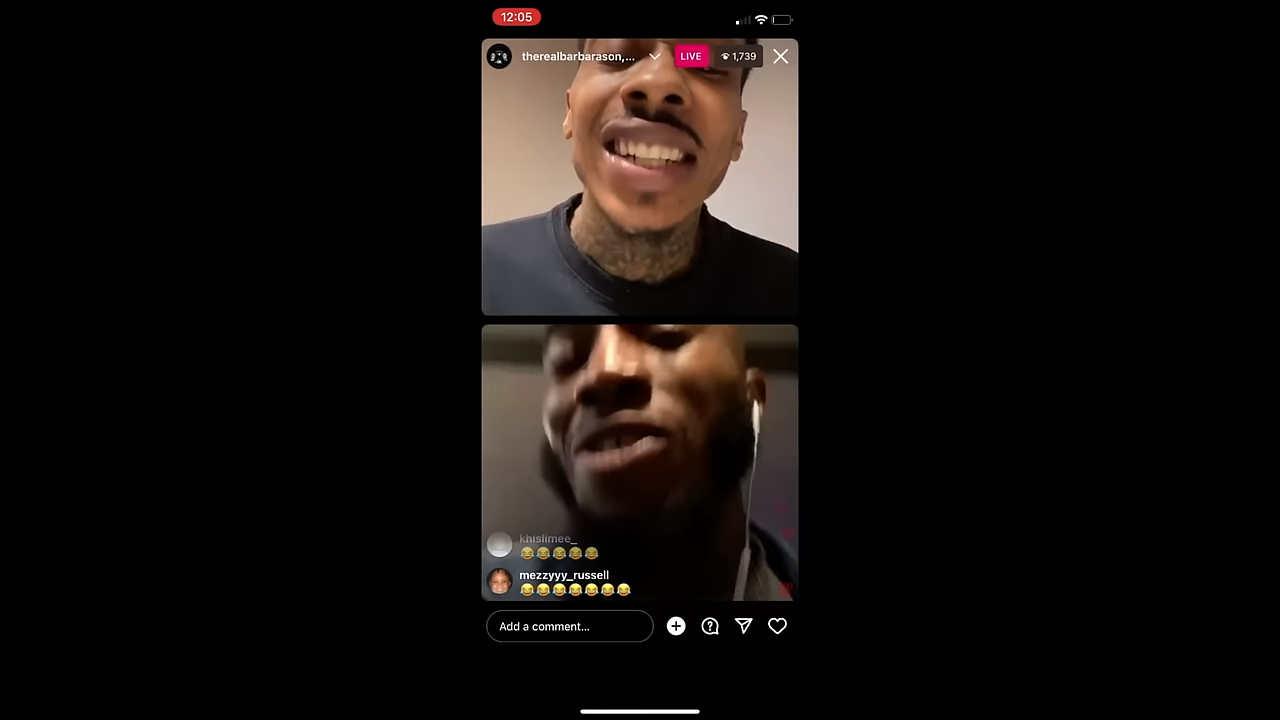 12:05
therealbarbarason,...
LIVE
1,739
khislimee_
😂😂😂😂😂
mezzyyy_russell
😂😂😂😂😂😂😂
Add a comment...